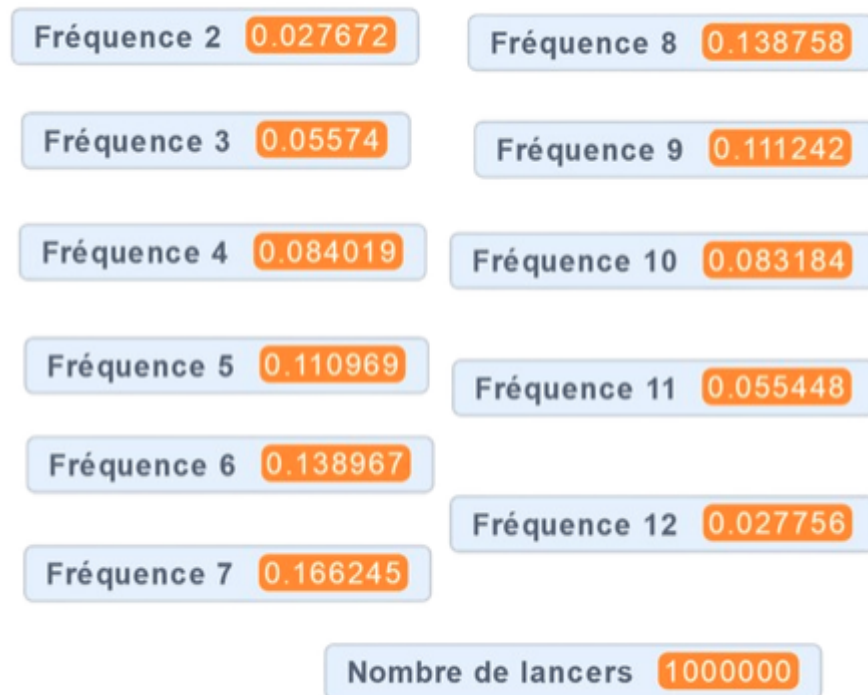 Fréquence 2 0.027672
Fréquence 3 0.05574
Fréquence 4 0.084019
Fréquence 5 0.110969
Fréquence 6 0.138967
Fréquence 7 0.166245
Fréquence 8 0.138758
Fréquence 9 0.111242
Fréquence 10 0.083184
Fréquence 11 0.055448
Fréquence 12 0.027756
Nombre de lancers 1000000